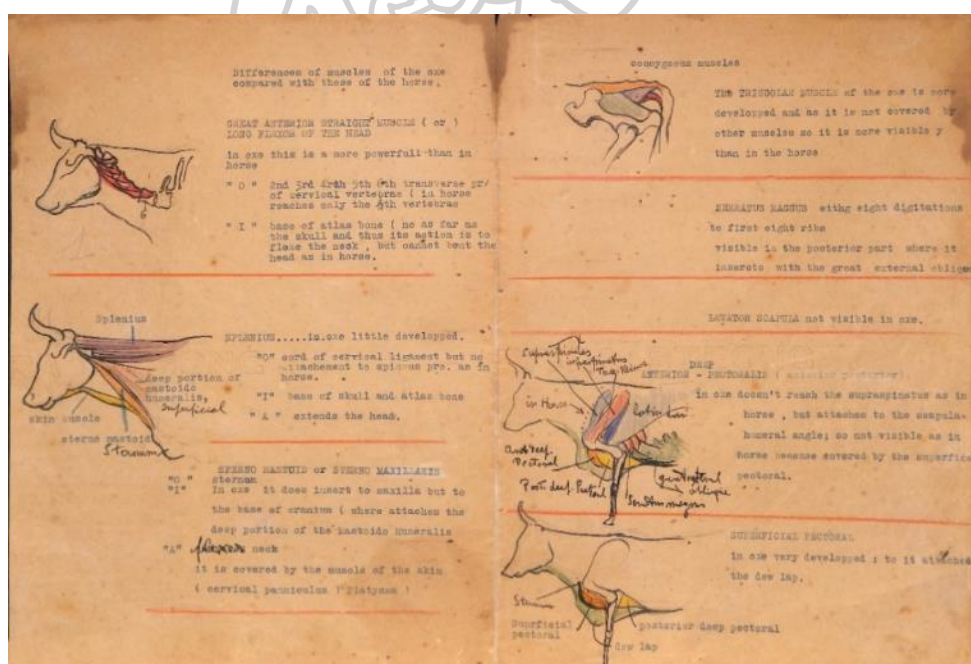 Differences of muscles of the oxe
compared with these of the horse.
GREAT ANTERIOR STRAIGHT MUSCLE ( or )
LONG FLEXOR OF THE HEAD
in oxe this is a more powerfull than in
horse
" O " 2nd 3rd 4rth 5th 6th transverse pr/
of cervical vertebrae ( in horse
reaches only the 4th vertebrae
" I " base of atlas bone ( no as far as
the skull and thus its action is to
flexe the neck , but cannot bent the
head as in horse.
6
Splenius
deep portion of
mastoido
humeralis,
Superficial
skin muscle
sterno mastoid
SPLENIUS.....in oxe little developped.
"O" cord of cervical ligament but no
attachement to spinous pro. as in
horse.
"I" base of skull and atlas bone
" A " extends the head.
STERNO MASTOID or STERNO MAXILLARIS
"O" sternum
"I" In oxe it does insert to maxilla but to
the base of cranium ( where attaches the
deep portion of the mastoido humeralis
"A" neck
it is covered by the muscle of the skin
( cervical panniculus ) Platysma )
coccygeous muscles
THE TRIEGOLAR MUSCLE of the oxe is more
developped and as it is not covered by
other muscles so it is more visible y
than in the horse
SERRATUS MAGNUS withg eight digitations
to first eight ribs
visible in the posterior part where it
inserets with the great external oblique
LEVATOR SCAPULA not visible in oxe.
DEEP
- PECTORALIS (
in oxe doesn't reach the supraspinatus as in
horse , but attaches to the scapula-
humeral angle; so not visible as in
horse because covered by the superfic
pectoral.
supraspinatus
in Horse
Post. deep. Pectoral
oblique
SUPERFICIAL PECTORAL
in oxe very developped ; to it attached
the dew lap.
Sternum
Superficial
pectoral
posterior deep pectoral
dew lap